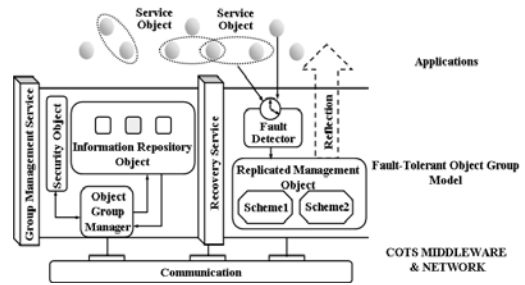 Service
Object
Service
Object
Applications
Group Management Service
Security Object
Information Repository
Object
Object
Group
Manager
Recovery Service
Fault
Detector
Reflection
Replicated Management
Object
Scheme1
Scheme2
Fault-Tolerant Object Group
Model
COTS MIDDLEWARE
& NETWORK
Communication